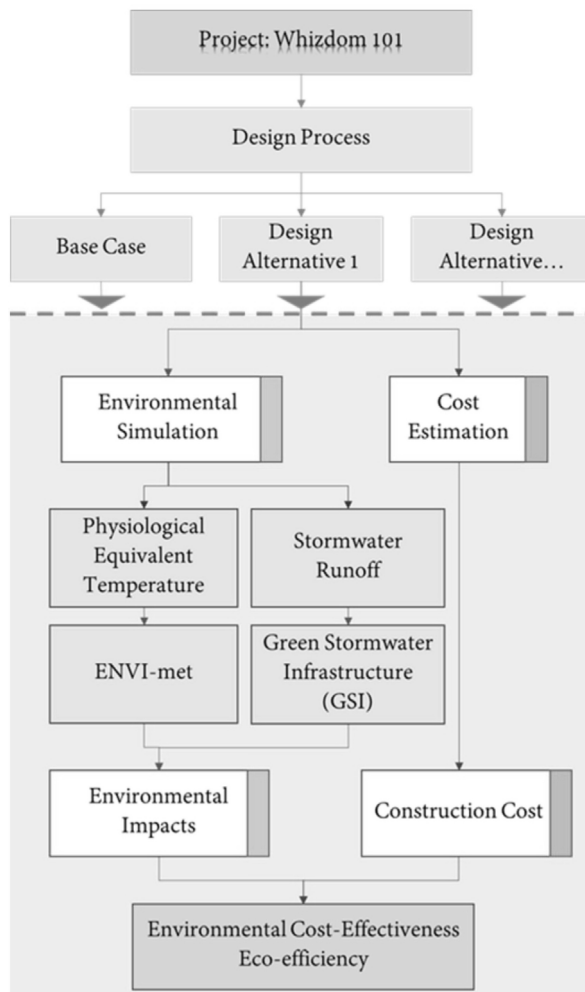 Project: Whizdom 101
Design Process
Base Case
Design
Alternative 1
Design
Alternative…
Environmental
Simulation
Cost
Estimation
Physiological
Equivalent
Temperature
Stormwater
Runoff
ENVI-met
Green Stormwater
Infrastructure
(GSI)
Environmental
Impacts
Construction Cost
Environmental Cost-Effectiveness
Eco-efficiency